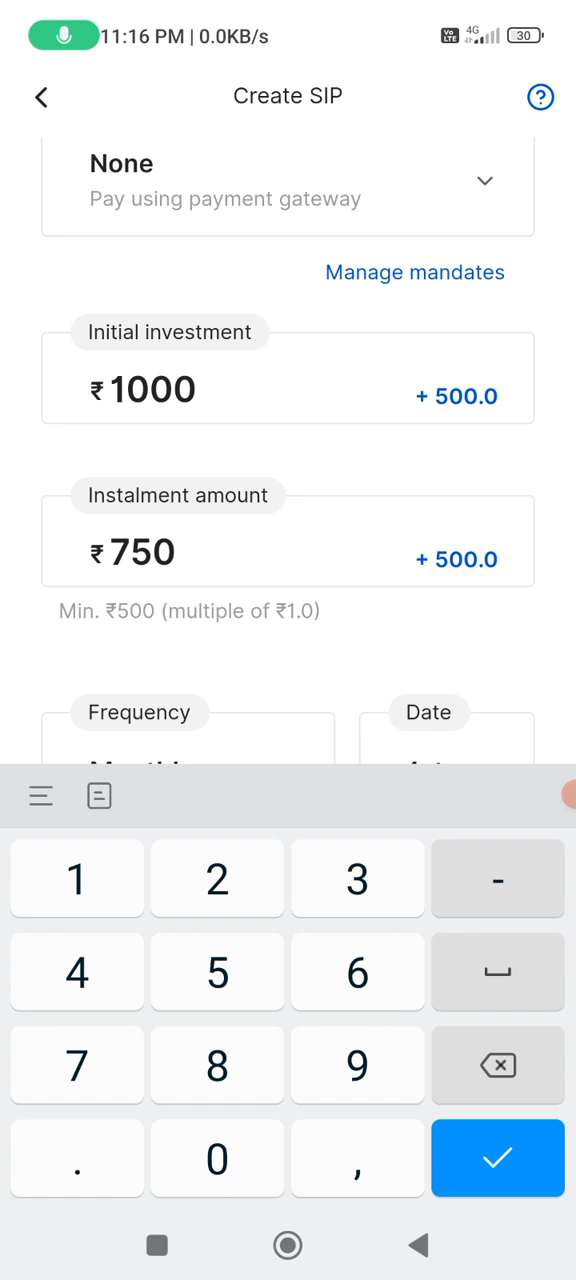 11:16 PM | 0.0KB/s Vo LTE 4G 30
Create SIP
None
Pay using payment gateway
Manage mandates
Initial investment
₹1000 + 500.0
Instalment amount
₹750 + 500.0
Min. ₹500 (multiple of ₹1.0)
Frequency Date
1 2 3 -
4 5 6
7 8 9
. 0 ,